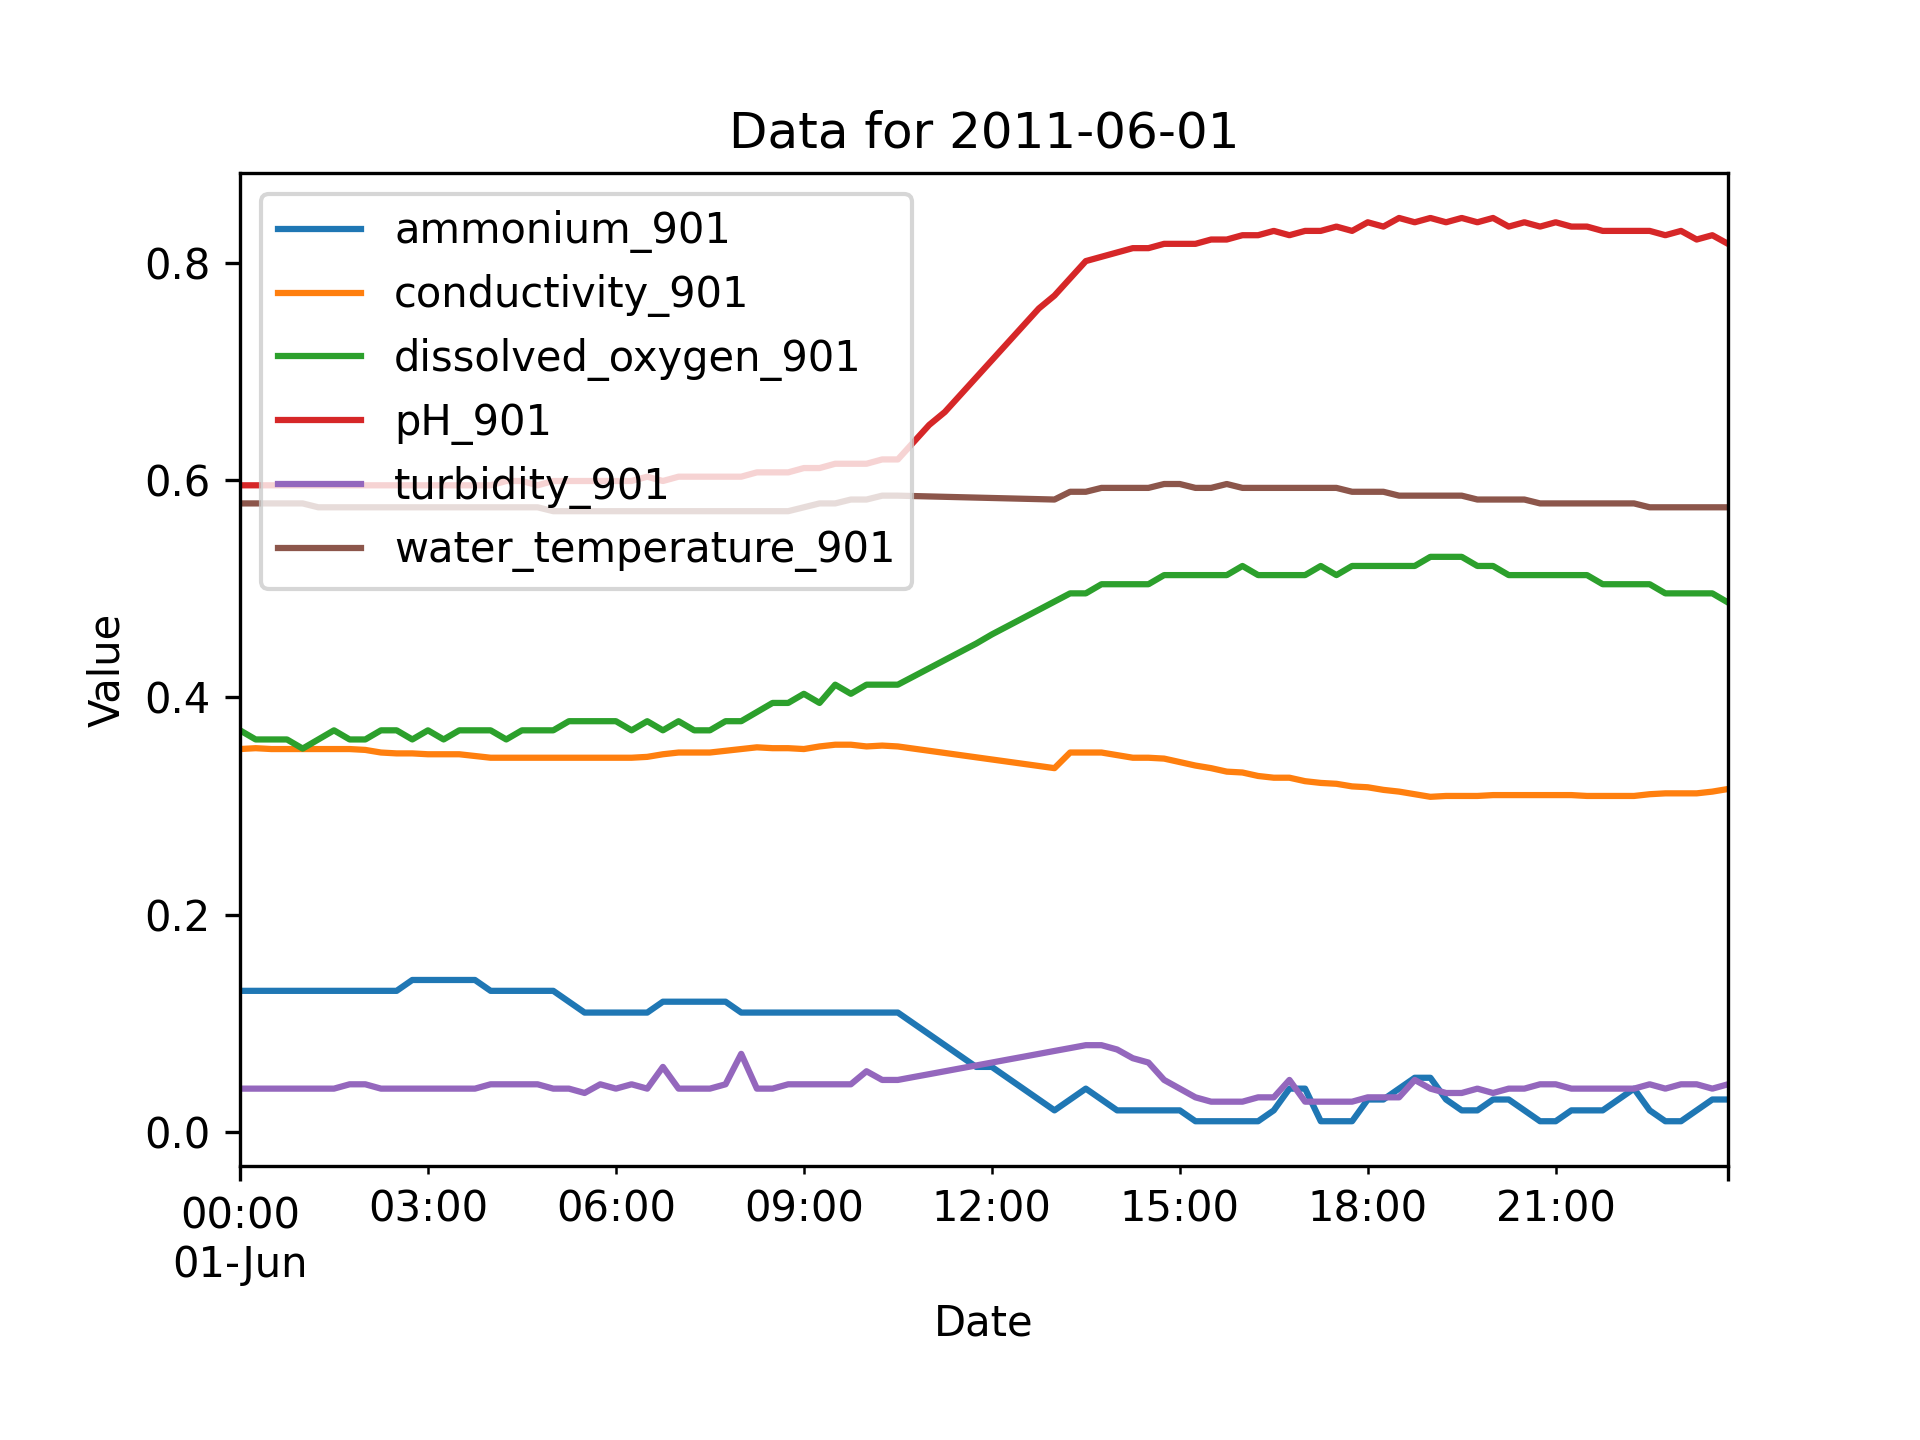 Data for 2011-06-01
ammonium_901
conductivity_901
dissolved_oxygen_901
pH_901
turbidity_901
water_temperature_901
Value
0.8
0.6
0.4
0.2
0.0
00:00 03:00 06:00 09:00 12:00 15:00 18:00 21:00
01-Jun
Date